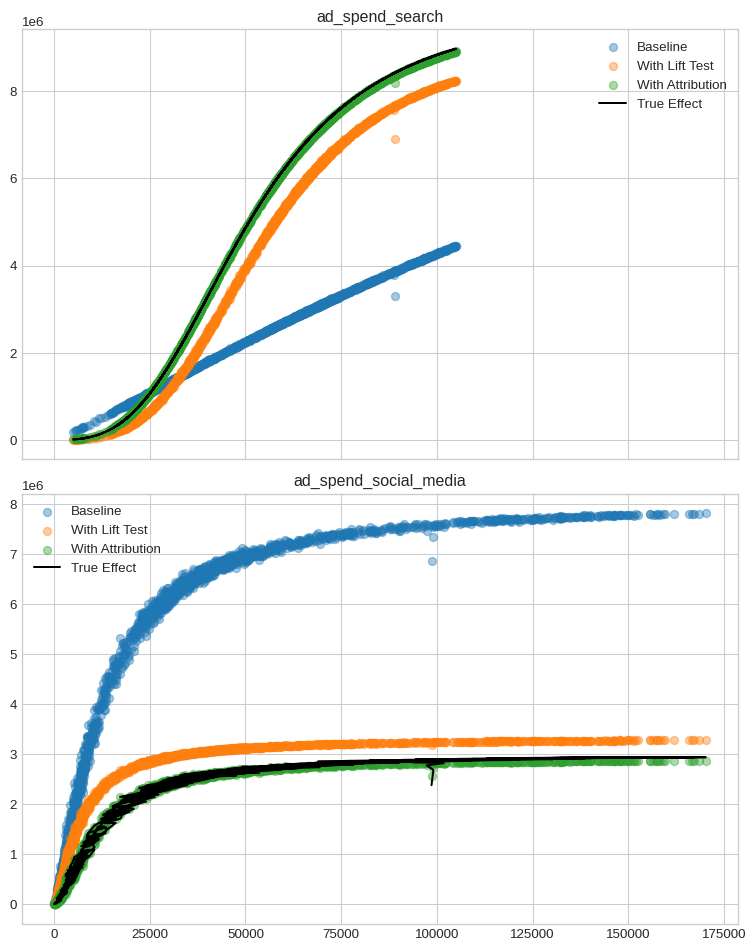 ad_spend_search
1e6
Baseline
With Lift Test
With Attribution
True Effect
8
6
4
2
0
ad_spend_social_media
1e6
Baseline
With Lift Test
With Attribution
True Effect
8
7
6
5
4
3
2
1
0
0 25000 50000 75000 100000 125000 150000 175000